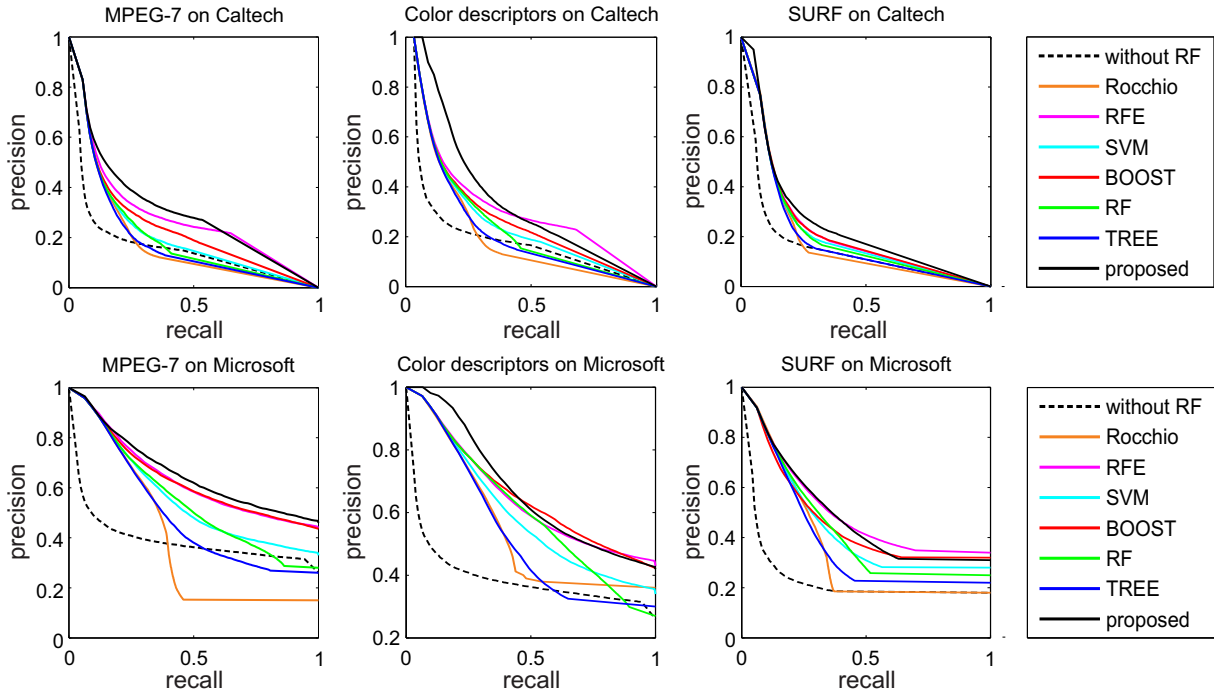 MPEG-7 on Caltech
Color descriptors on Caltech
SURF on Caltech
1
0.8
0.6
0.4
0.2
0
precision
0
0.5
1
recall
1
0.8
0.6
0.4
0.2
0
precision
0
0.5
1
recall
1
0.8
0.6
0.4
0.2
0
precision
0
0.5
1
recall
without RF
Rocchio
RFE
SVM
BOOST
RF
TREE
proposed
MPEG-7 on Microsoft
Color descriptors on Microsoft
SURF on Microsoft
1
0.8
0.6
0.4
0.2
0
precision
0
0.5
1
recall
1
0.8
0.6
0.4
0.2
precision
0
0.5
1
recall
1
0.8
0.6
0.4
0.2
0
precision
0
0.5
1
recall
without RF
Rocchio
RFE
SVM
BOOST
RF
TREE
proposed